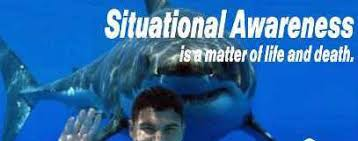 Situational Awareness
is a matter of life and death.